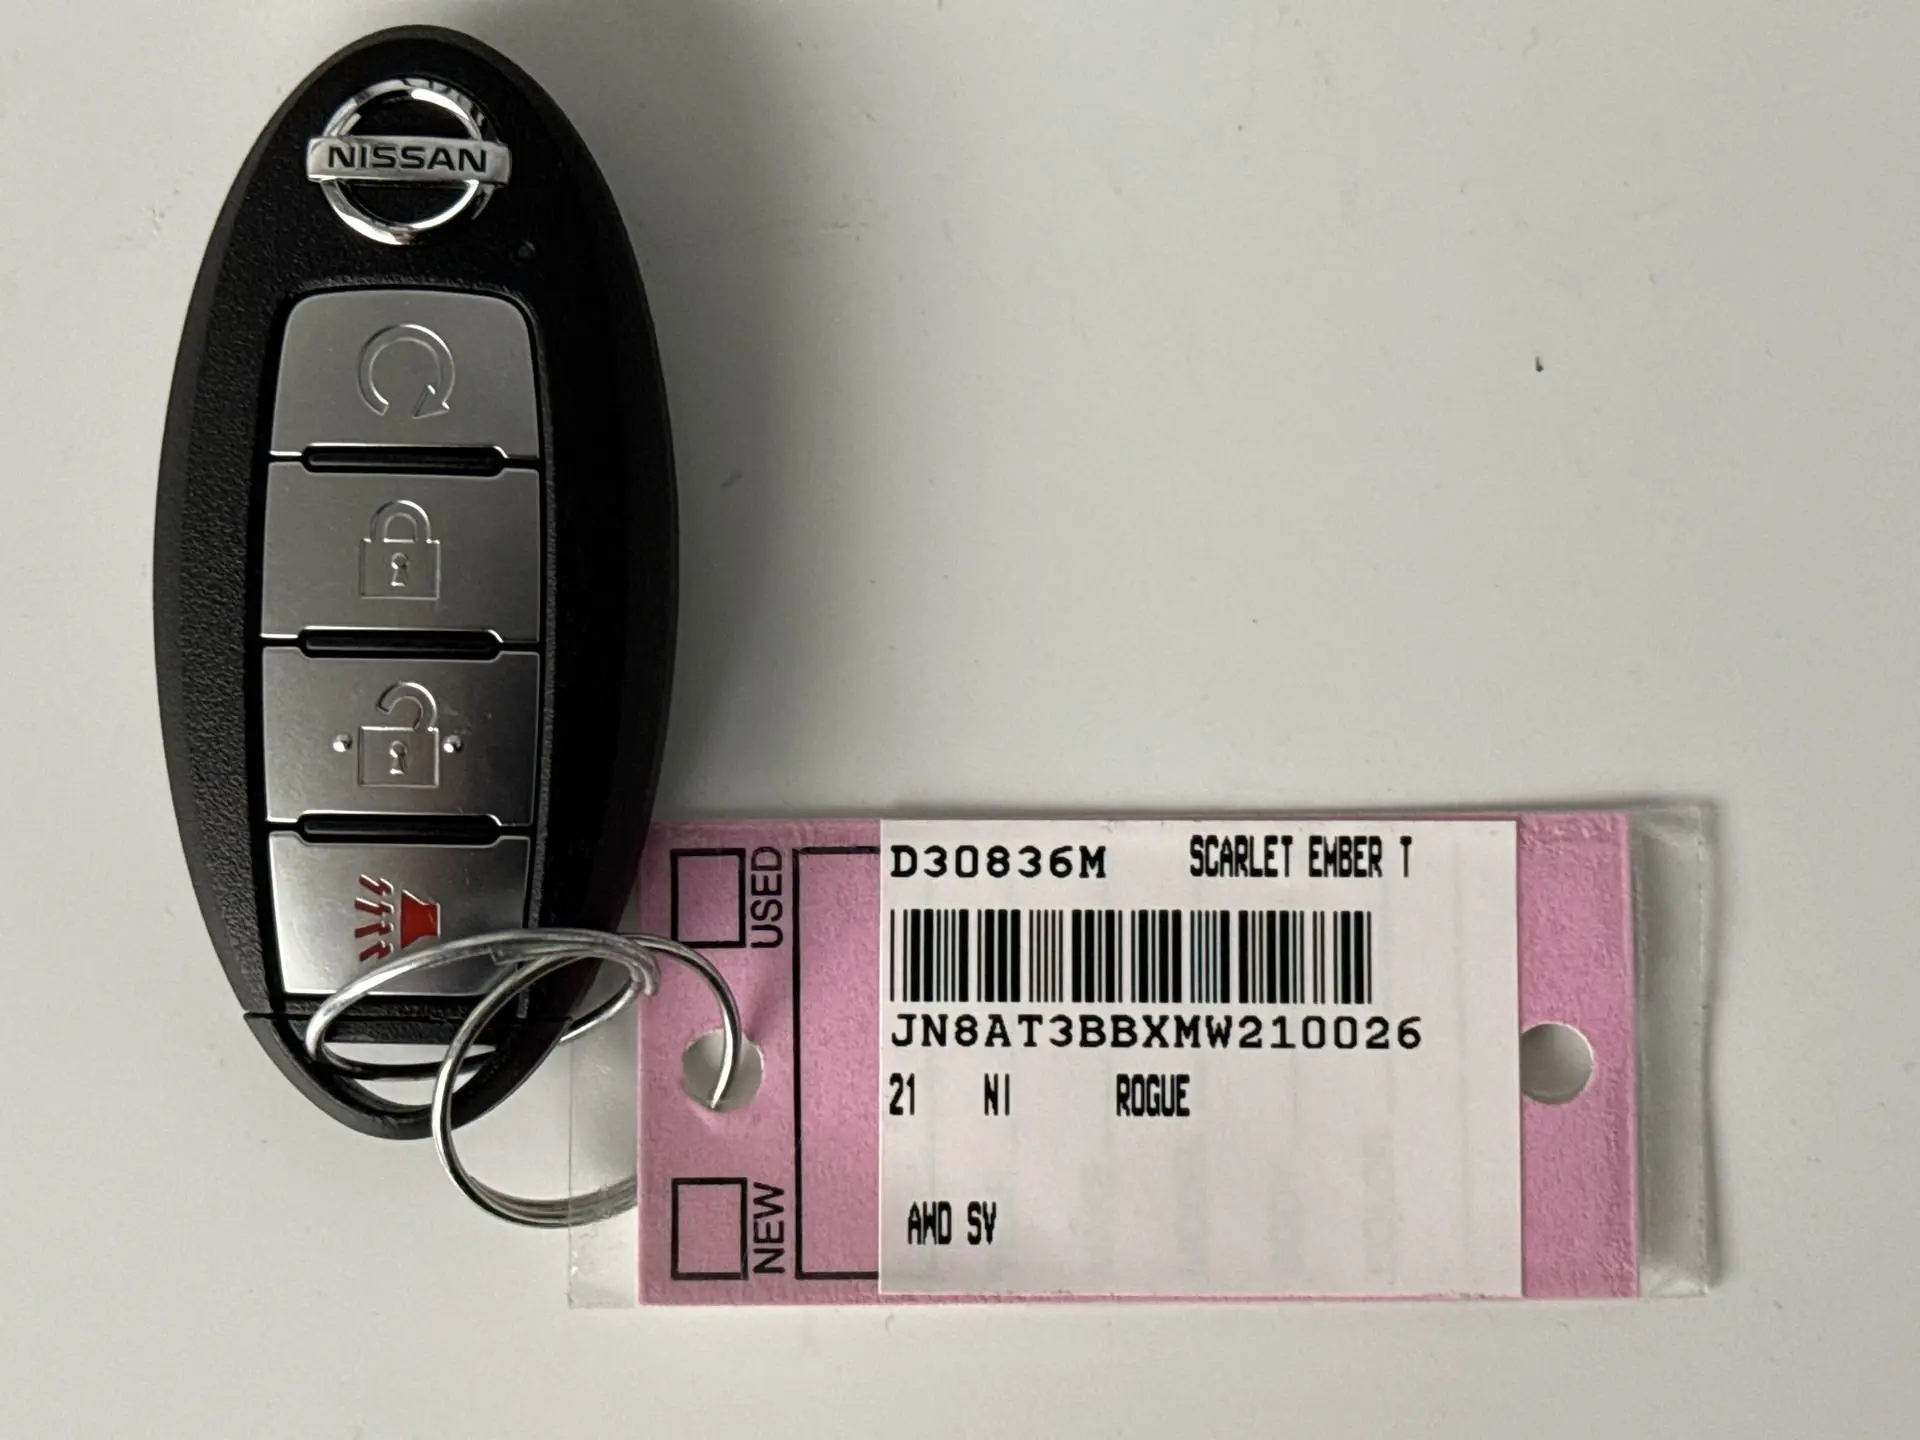 NISSAN
USED
NEW
D30836M SCARLET EMBER T
JN8AT3BBXMW210026
21 NI ROGUE
AWD SV